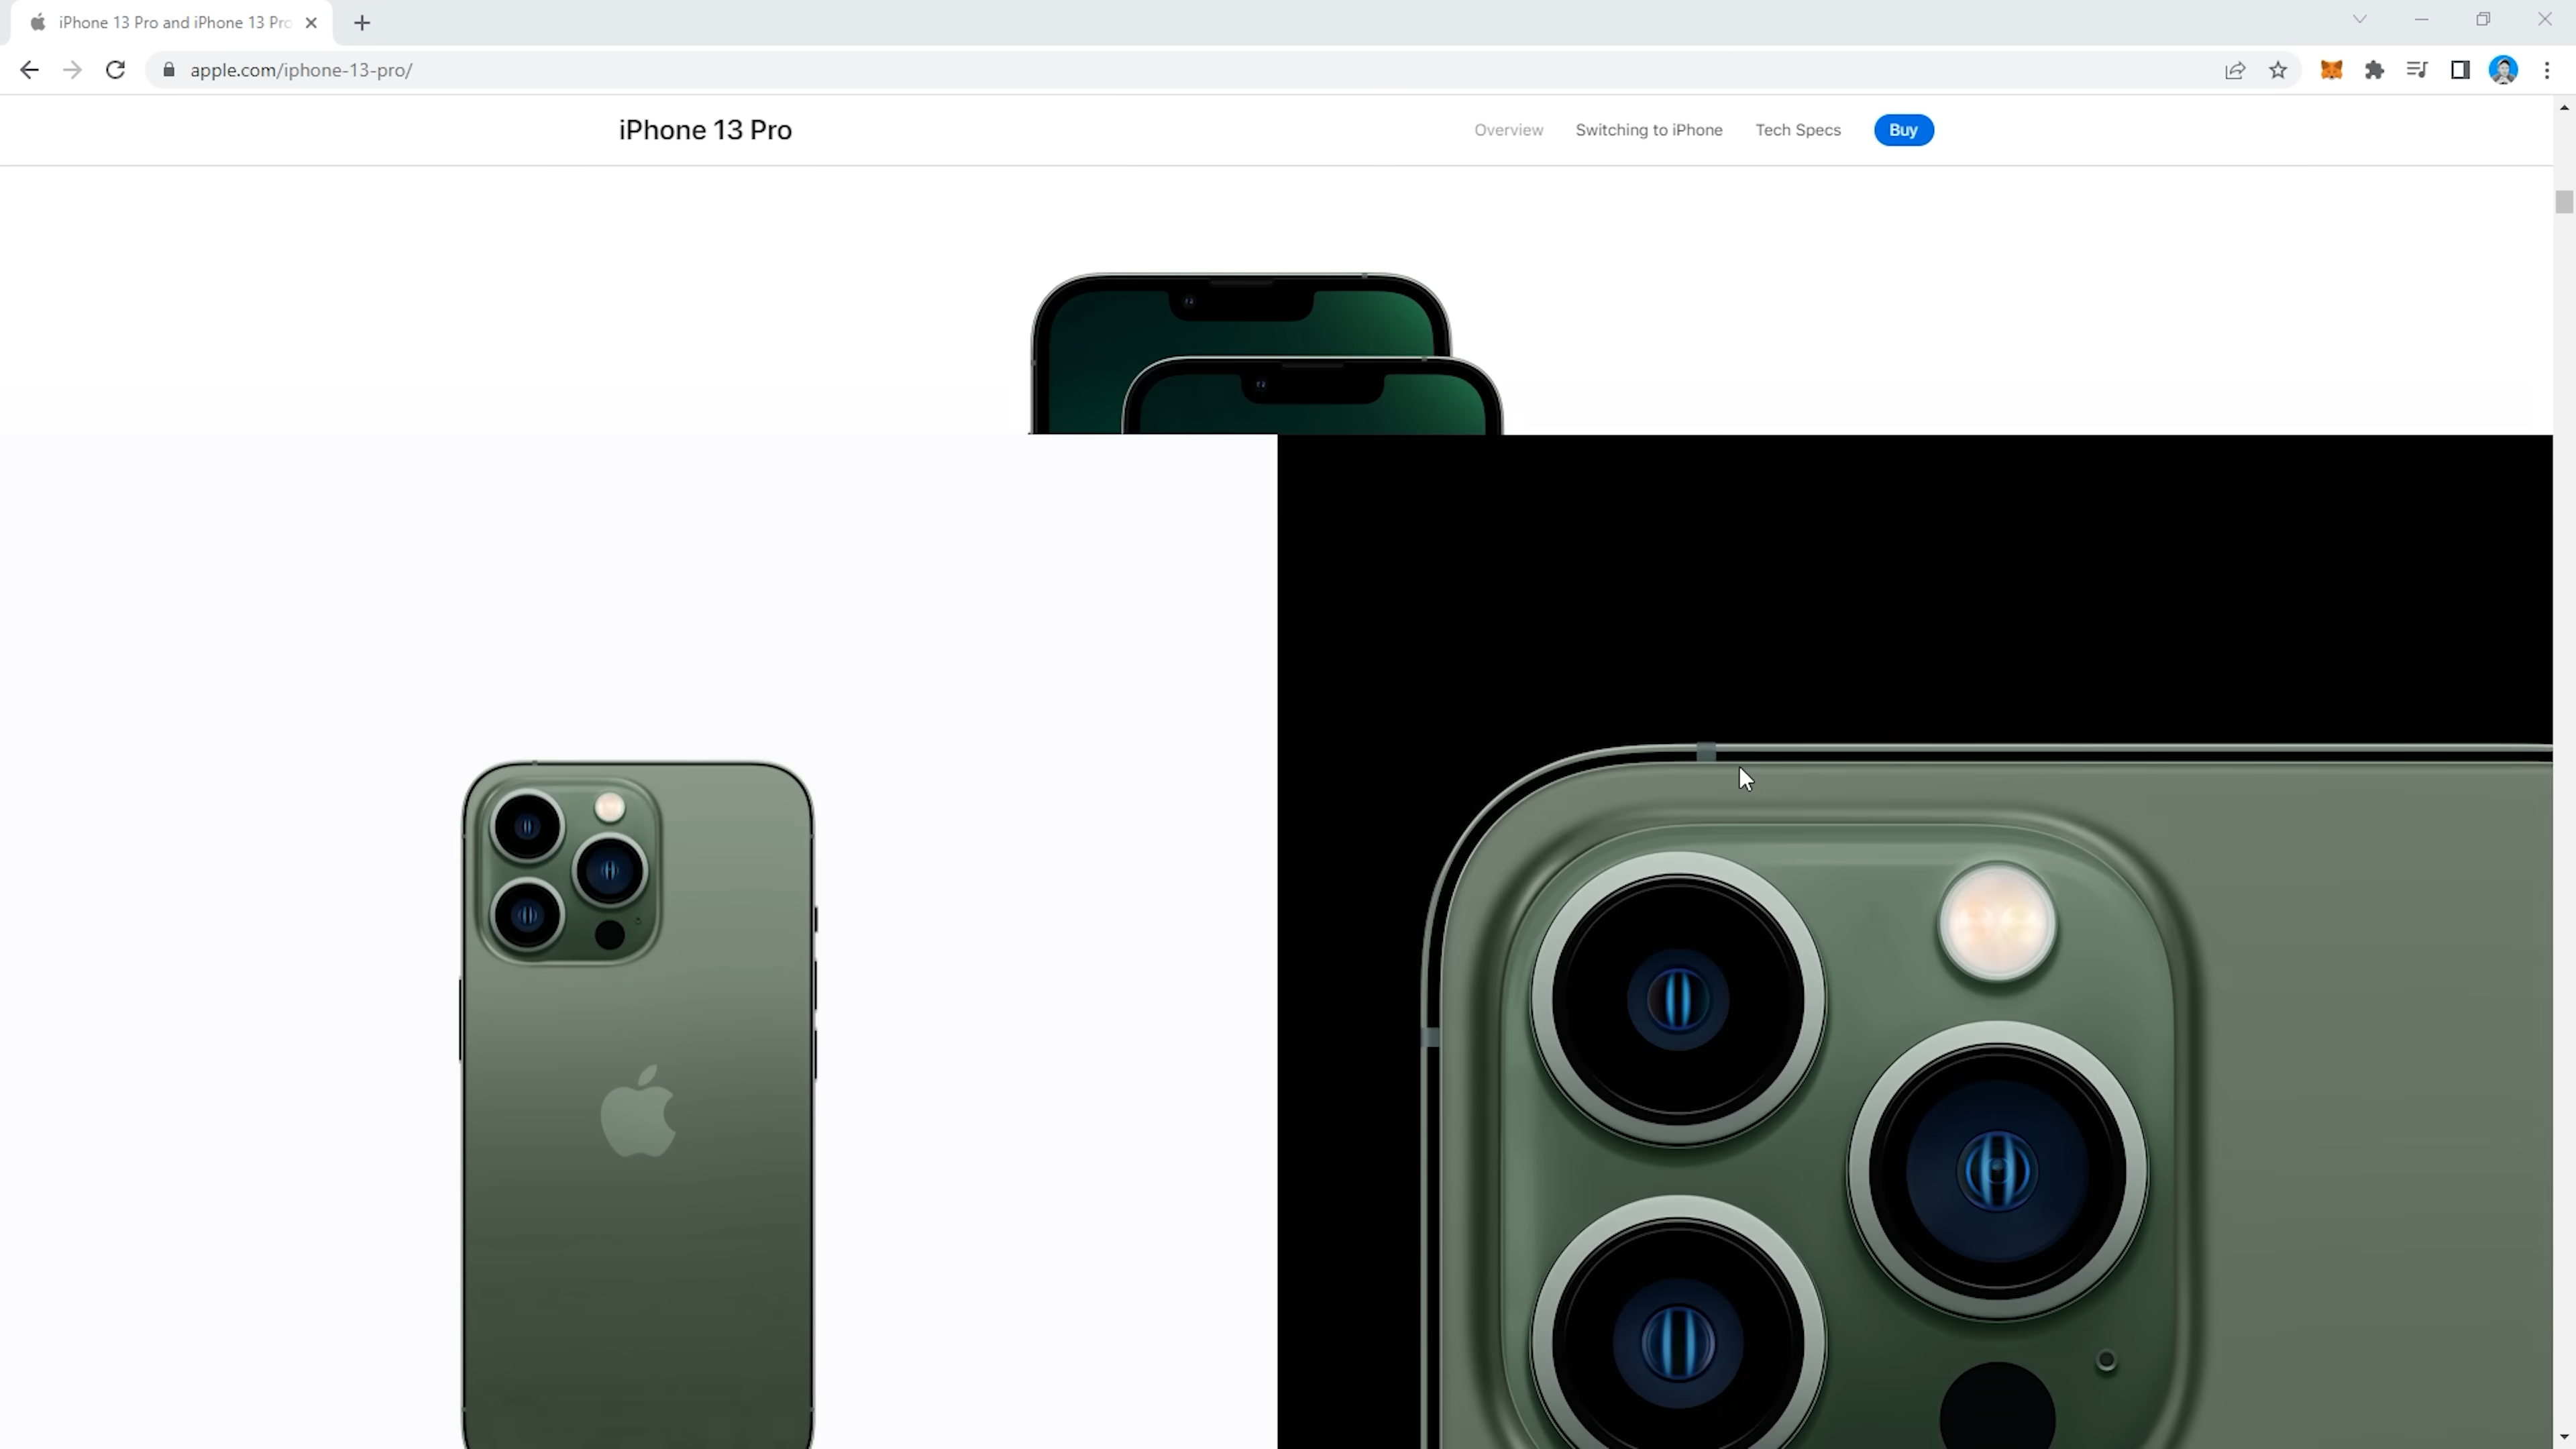 iPhone 13 Pro and iPhone 13 Pro
apple.com/iphone-13-pro/
iPhone 13 Pro
Overview
Switching to iPhone
Tech Specs
Buy